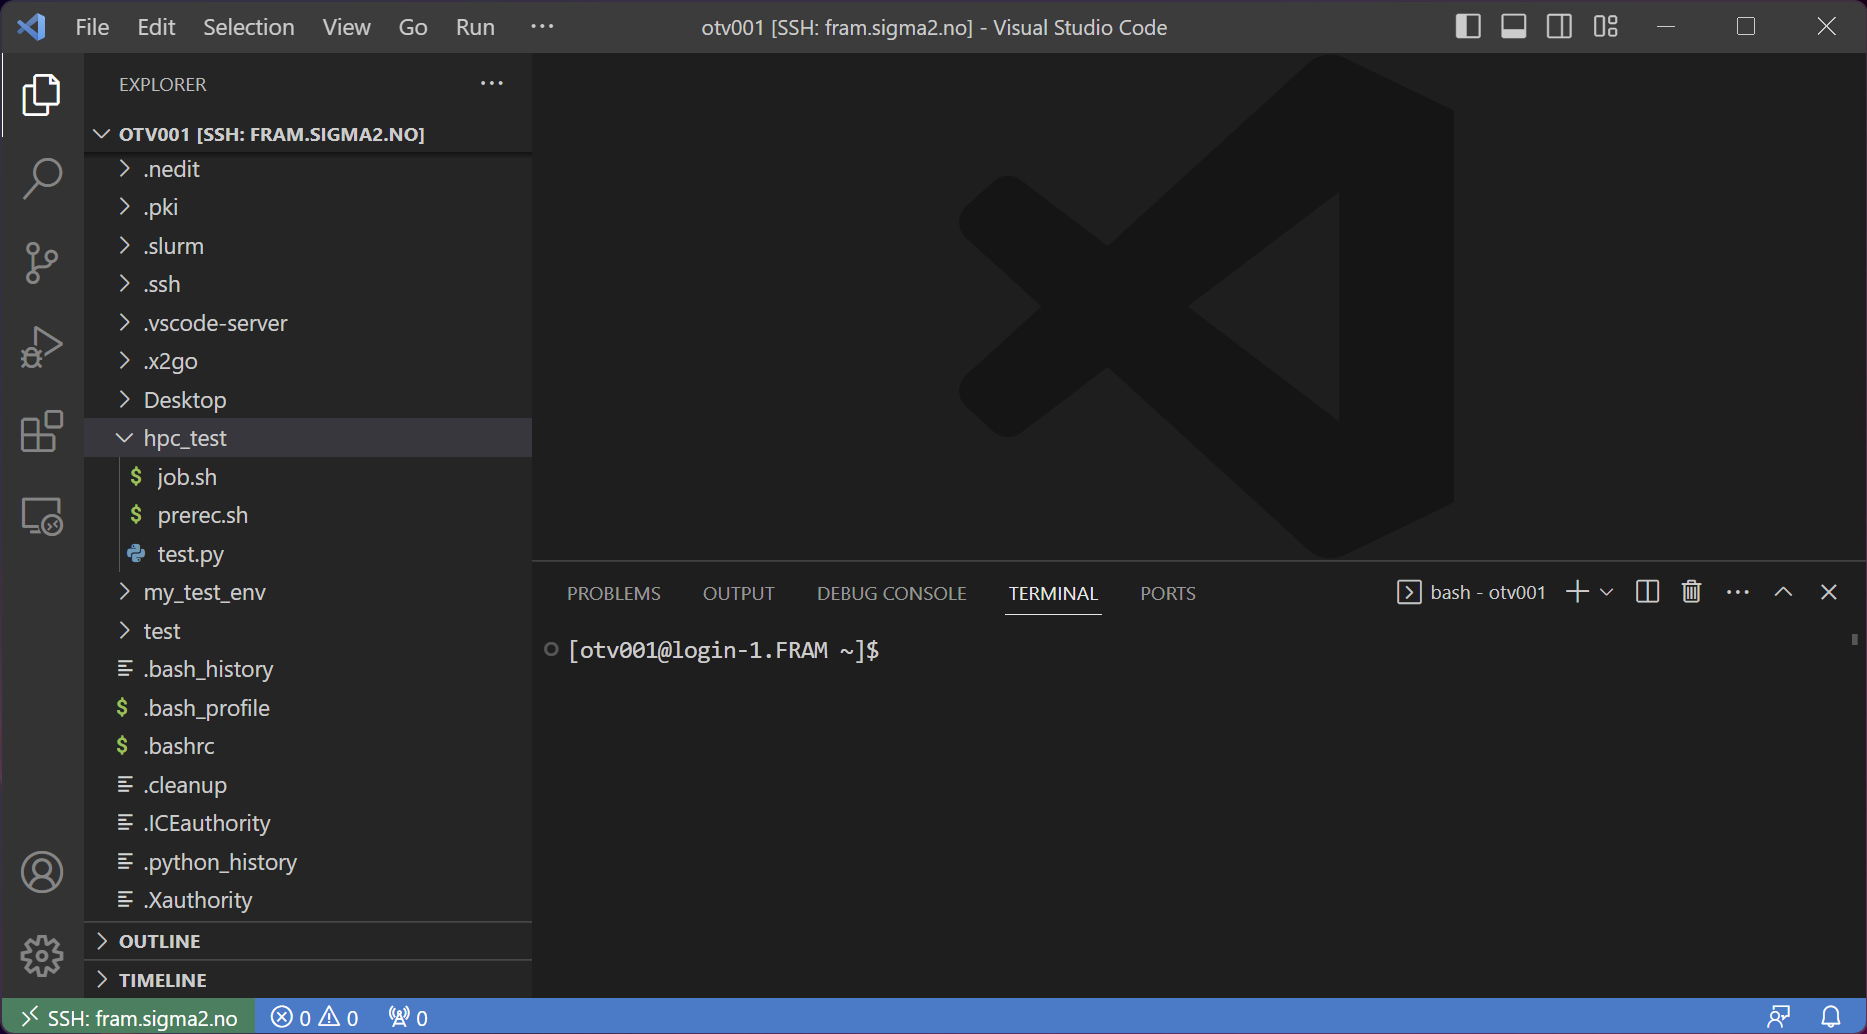 File Edit Selection View Go Run ··· otv001 [SSH: fram.sigma2.no] - Visual Studio Code
EXPLORER ···
OTV001 [SSH: FRAM.SIGMA2.NO]
.nedit
.pki
.slurm
.ssh
.vscode-server
.x2go
Desktop
hpc_test
$ job.sh
$ prerec.sh
test.py
my_test_env
test
.bash_history
$ .bash_profile
$ .bashrc
.cleanup
.ICEauthority
.python_history
.Xauthority
OUTLINE
TIMELINE
PROBLEMS OUTPUT DEBUG CONSOLE TERMINAL PORTS bash - otv001 ···
[otv001@login-1.FRAM ~]$
SSH: fram.sigma2.no 0 0 0